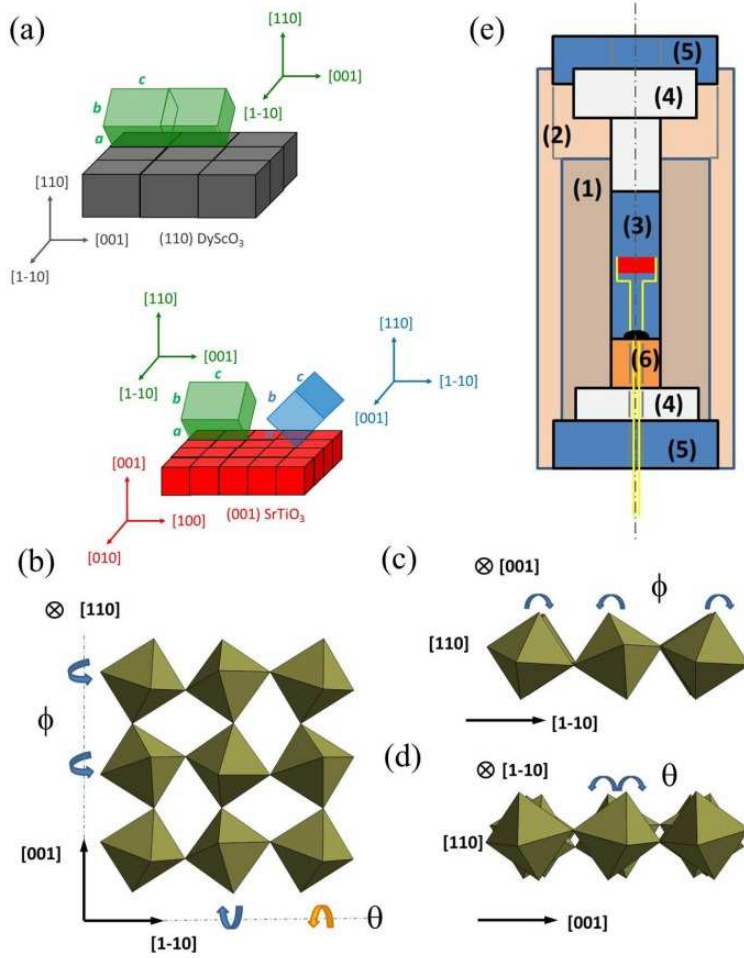 (a)
[110]
[001]
[1-10]
c
b
a
[110]
[001]
[1-10]
(110) DyScO₃
[110]
[001]
[1-10]
c
b
a
c
b
[110]
[1-10]
[001]
[001]
[100]
[010]
(001) SrTiO₃
(e)
(5)
(4)
(2)
(1)
(3)
(6)
(4)
(5)
(b)
⊗ [110]
ϕ
[001]
[1-10]
θ
(c)
⊗ [001]
ϕ
[110]
[1-10]
(d)
⊗ [1-10]
θ
[110]
[001]